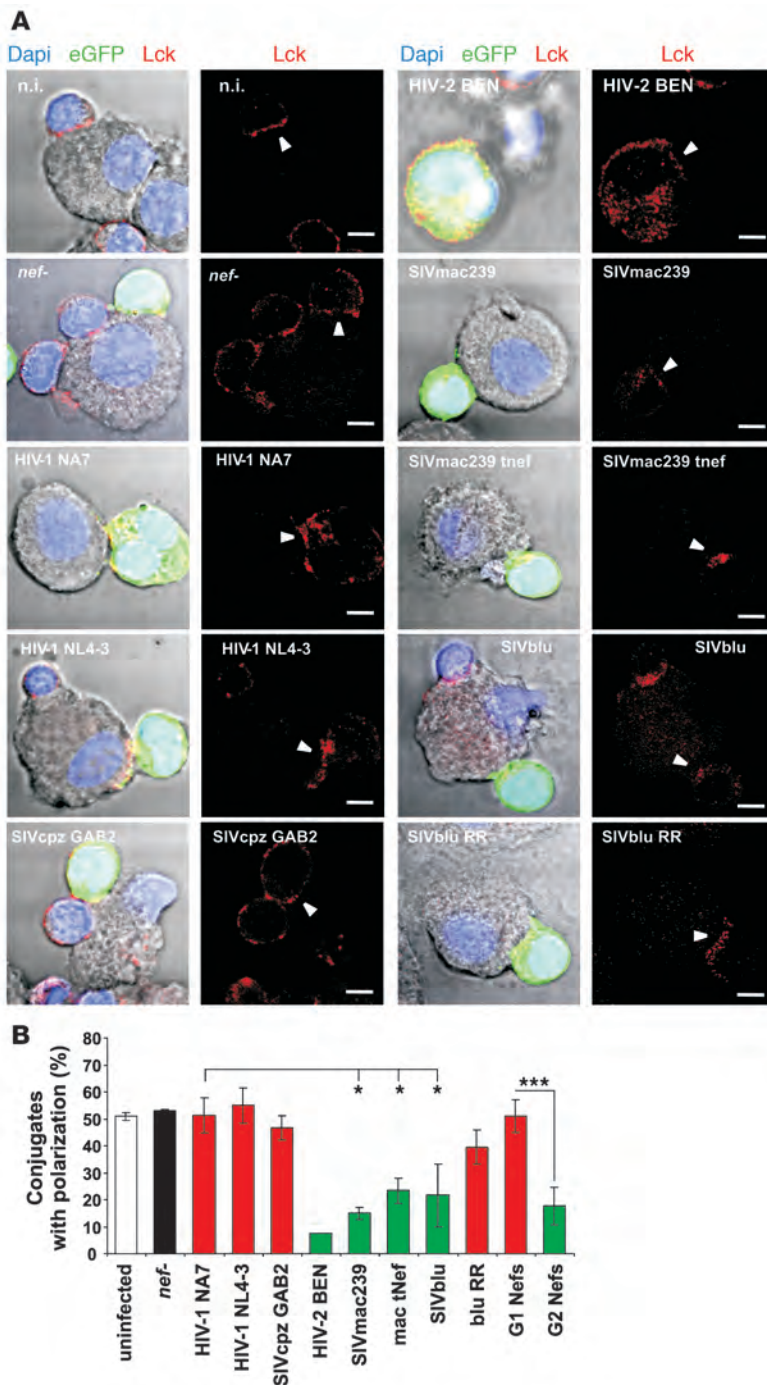 A
Dapi eGFP Lck Lck Dapi eGFP Lck Lck
n.i. n.i. HIV-2 BEN HIV-2 BEN
nef- nef- SIVmac239 SIVmac239
HIV-1 NA7 HIV-1 NA7 SIVmac239 tnef SIVmac239 tnef
HIV-1 NL4-3 HIV-1 NL4-3 SIVblu SIVblu
SIVcpz GAB2 SIVcpz GAB2 SIVblu RR SIVblu RR
B
Conjugates
with polarization (%)
80
70
60
50
40
30
20
10
0
* * * ***
uninfected
nef-
HIV-1 NA7
HIV-1 NL4-3
SIVcpz GAB2
HIV-2 BEN
SIVmac239
mac tNef
SIVblu
blu RR
G1 Nefs
G2 Nefs